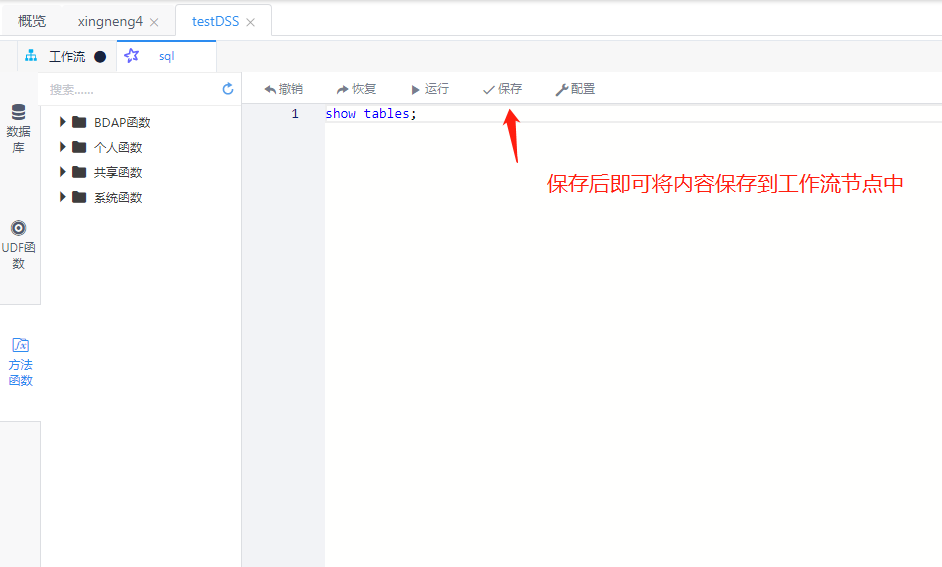 概览 xingneng4 testDSS
工作流 sql
搜索...... 撤销 恢复 运行 保存 配置
1 show tables;
数据
库
BDAP函数
个人函数
共享函数
系统函数
保存后即可将内容保存到工作流节点中
UDF函
数
fx
方法
函数